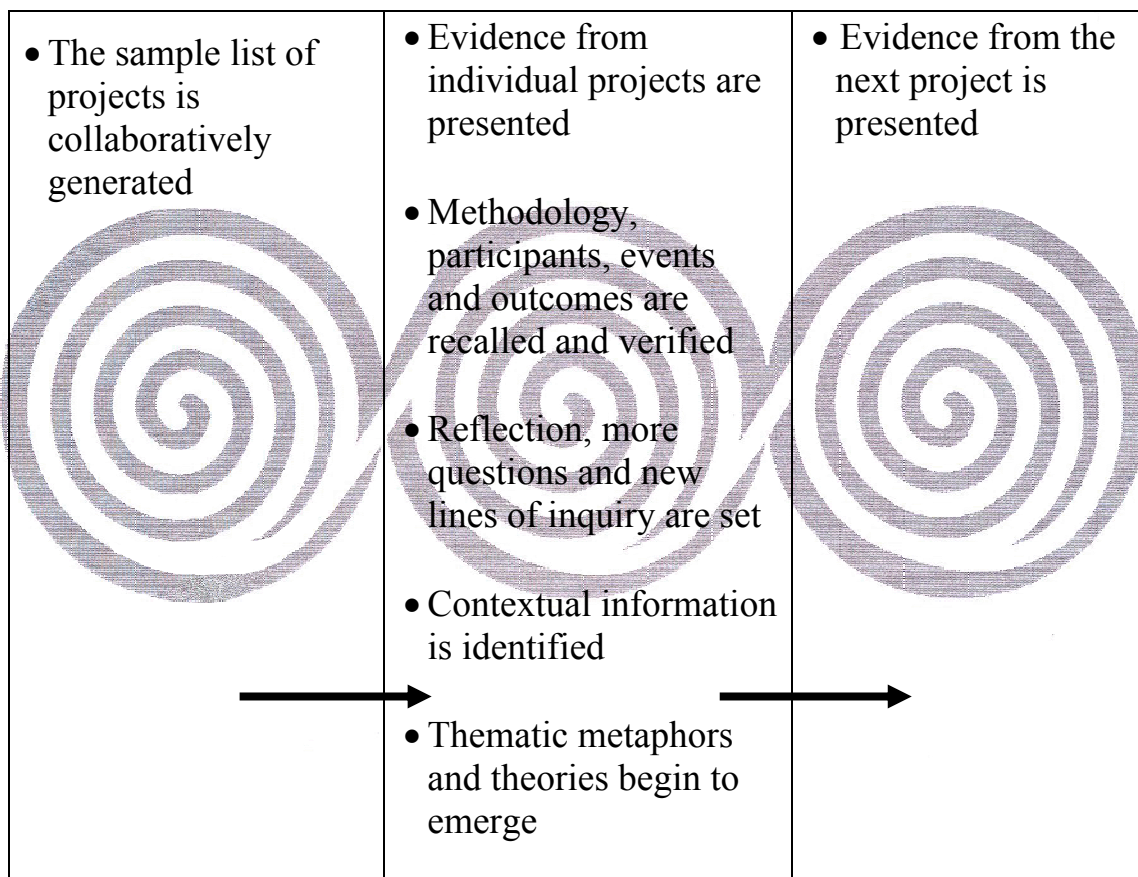 • The sample list of
projects is
collaboratively
generated
• Evidence from
individual projects are
presented
• Methodology,
participants, events
and outcomes are
recalled and verified
• Reflection, more
questions and new
lines of inquiry are set
• Contextual information
is identified
• Thematic metaphors
and theories begin to
emerge
• Evidence from the
next project is
presented